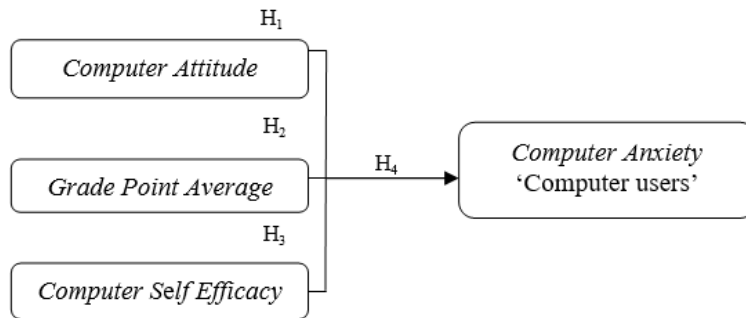 H₁
Computer Attitude
H₂
Grade Point Average
H₃
Computer Self Efficacy
H₄
Computer Anxiety
‘Computer users’